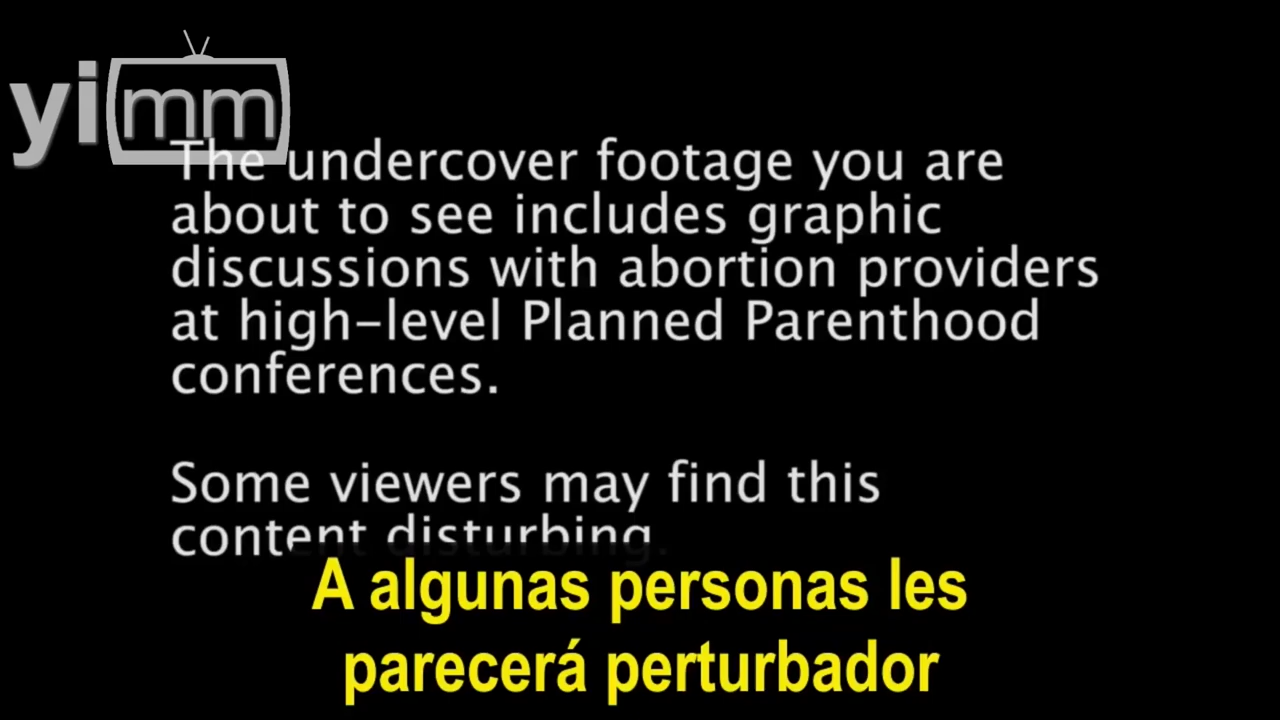 yimm
The undercover footage you are
about to see includes graphic
discussions with abortion providers
at high-level Planned Parenthood
conferences.
Some viewers may find this
content disturbing.
A algunas personas les
parecerá perturbador